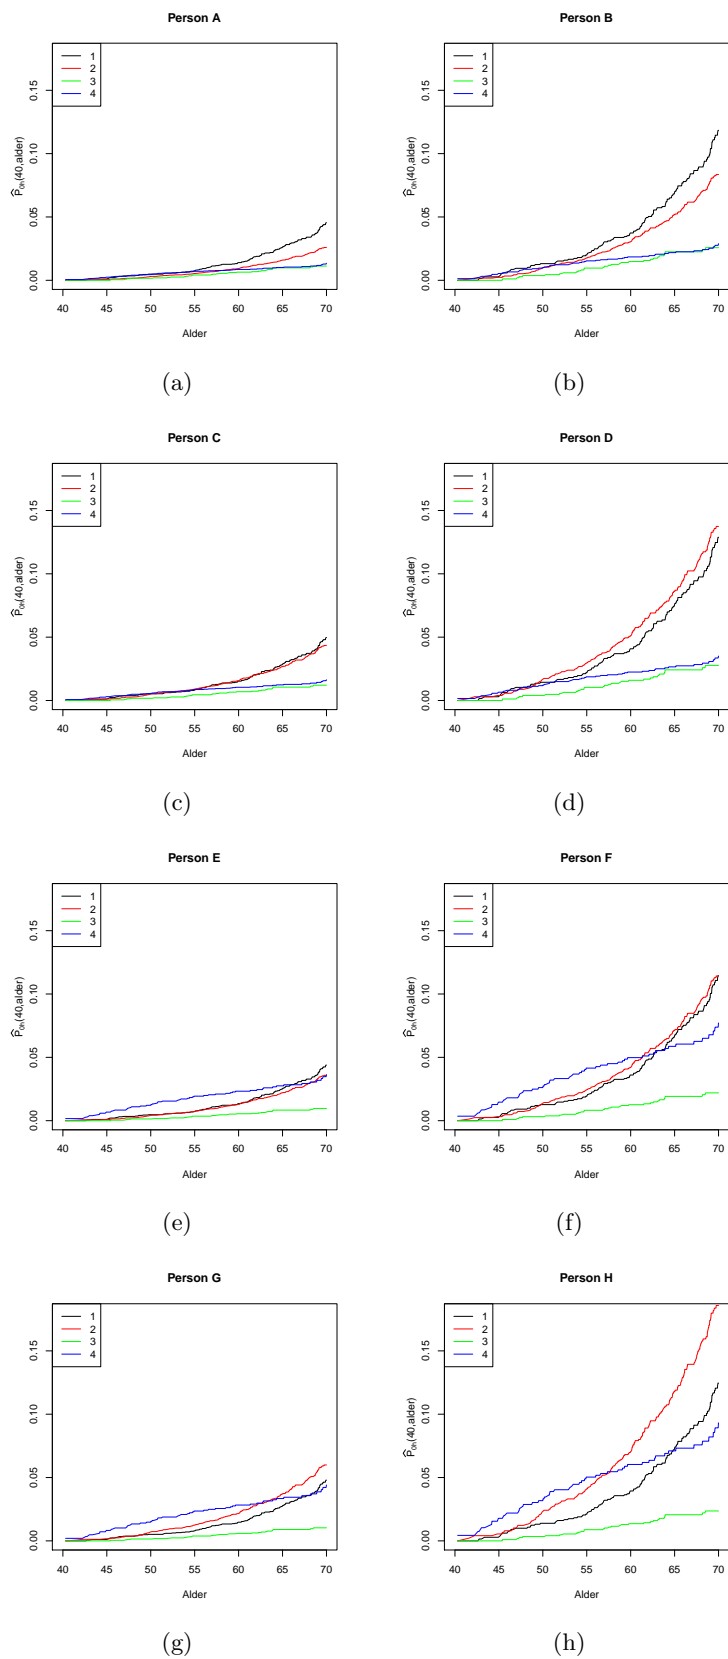 Person A
1
2
3
4
0.00 0.05 0.10 0.15
P̂0h(40,alder)
40 45 50 55 60 65 70
Alder
(a)
Person B
1
2
3
4
0.00 0.05 0.10 0.15
P̂0h(40,alder)
40 45 50 55 60 65 70
Alder
(b)
Person C
1
2
3
4
0.00 0.05 0.10 0.15
P̂0h(40,alder)
40 45 50 55 60 65 70
Alder
(c)
Person D
1
2
3
4
0.00 0.05 0.10 0.15
P̂0h(40,alder)
40 45 50 55 60 65 70
Alder
(d)
Person E
1
2
3
4
0.00 0.05 0.10 0.15
P̂0h(40,alder)
40 45 50 55 60 65 70
Alder
(e)
Person F
1
2
3
4
0.00 0.05 0.10 0.15
P̂0h(40,alder)
40 45 50 55 60 65 70
Alder
(f)
Person G
1
2
3
4
0.00 0.05 0.10 0.15
P̂0h(40,alder)
40 45 50 55 60 65 70
Alder
(g)
Person H
1
2
3
4
0.00 0.05 0.10 0.15
P̂0h(40,alder)
40 45 50 55 60 65 70
Alder
(h)